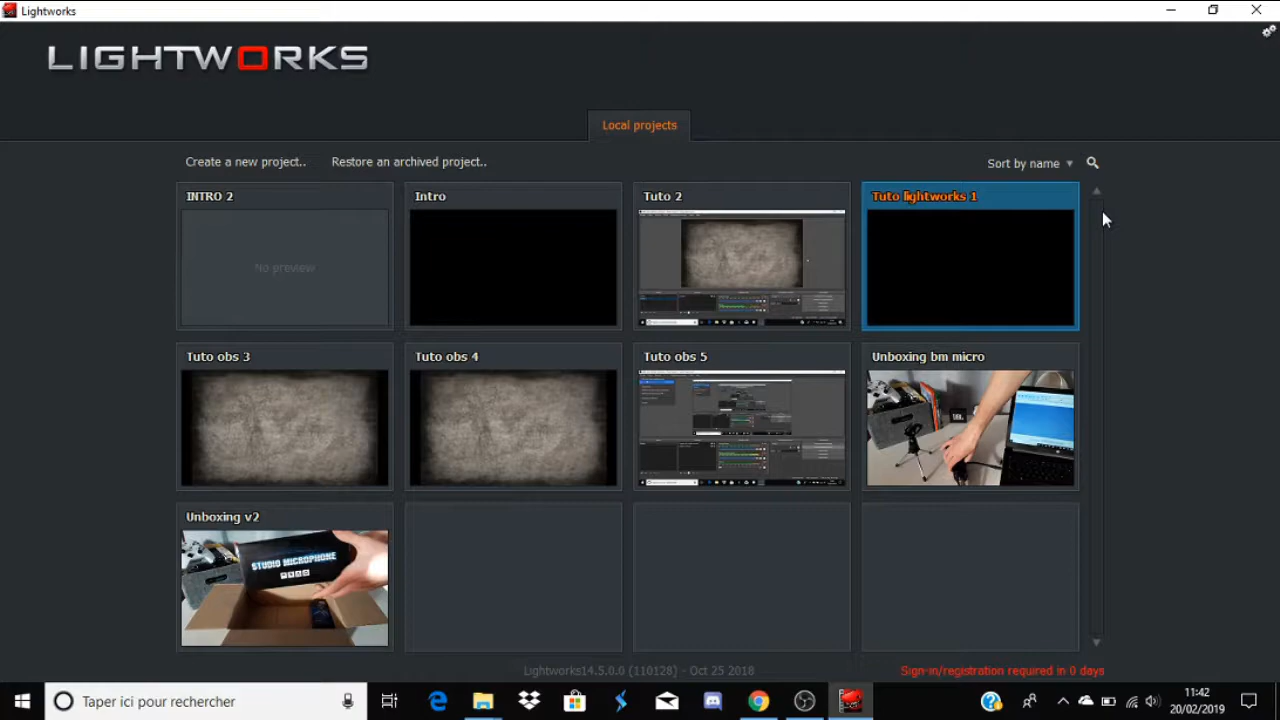 Lightworks
LIGHTWORKS
Local projects
Create a new project..
Restore an archived project..
Sort by name
INTRO 2
Intro
Tuto 2
Tuto lightworks 1
No preview
Tuto obs 3
Tuto obs 4
Tuto obs 5
Unboxing bm micro
JBL
Unboxing v2
STUDIO MICROPHONE
Lightworks14.5.0.0 (110128) - Oct 25 2018
Sign-in/registration required in 0 days
Taper ici pour rechercher
11:42
20/02/2019